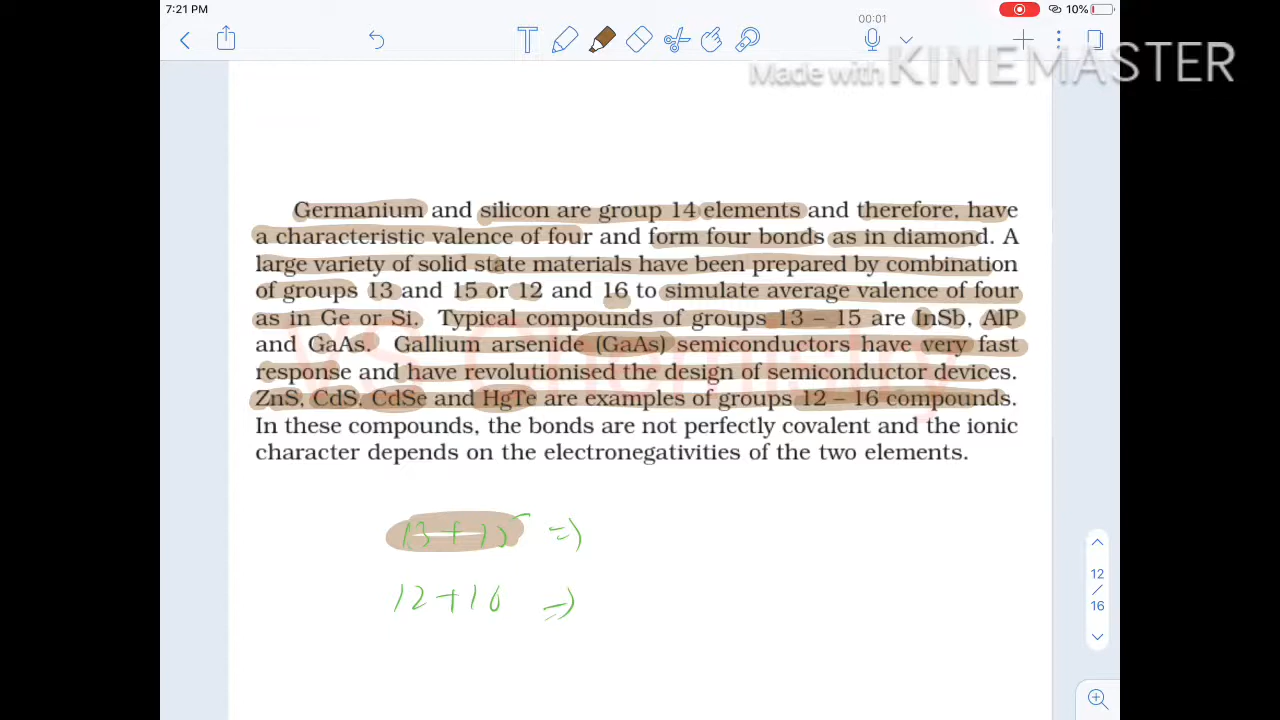 7:21 PM
10%
00:01
T
Made with KINEMASTER
Germanium and silicon are group 14 elements and therefore, have
a characteristic valence of four and form four bonds as in diamond. A
large variety of solid state materials have been prepared by combination
of groups 13 and 15 or 12 and 16 to simulate average valence of four
as in Ge or Si. Typical compounds of groups 13 – 15 are InSb, AlP
and GaAs. Gallium arsenide (GaAs) semiconductors have very fast
response and have revolutionised the design of semiconductor devices.
ZnS, CdS, CdSe and HgTe are examples of groups 12 – 16 compounds.
In these compounds, the bonds are not perfectly covalent and the ionic
character depends on the electronegativities of the two elements.
VS Chemistry
13+15 =)
12+16 =)
12
/
16